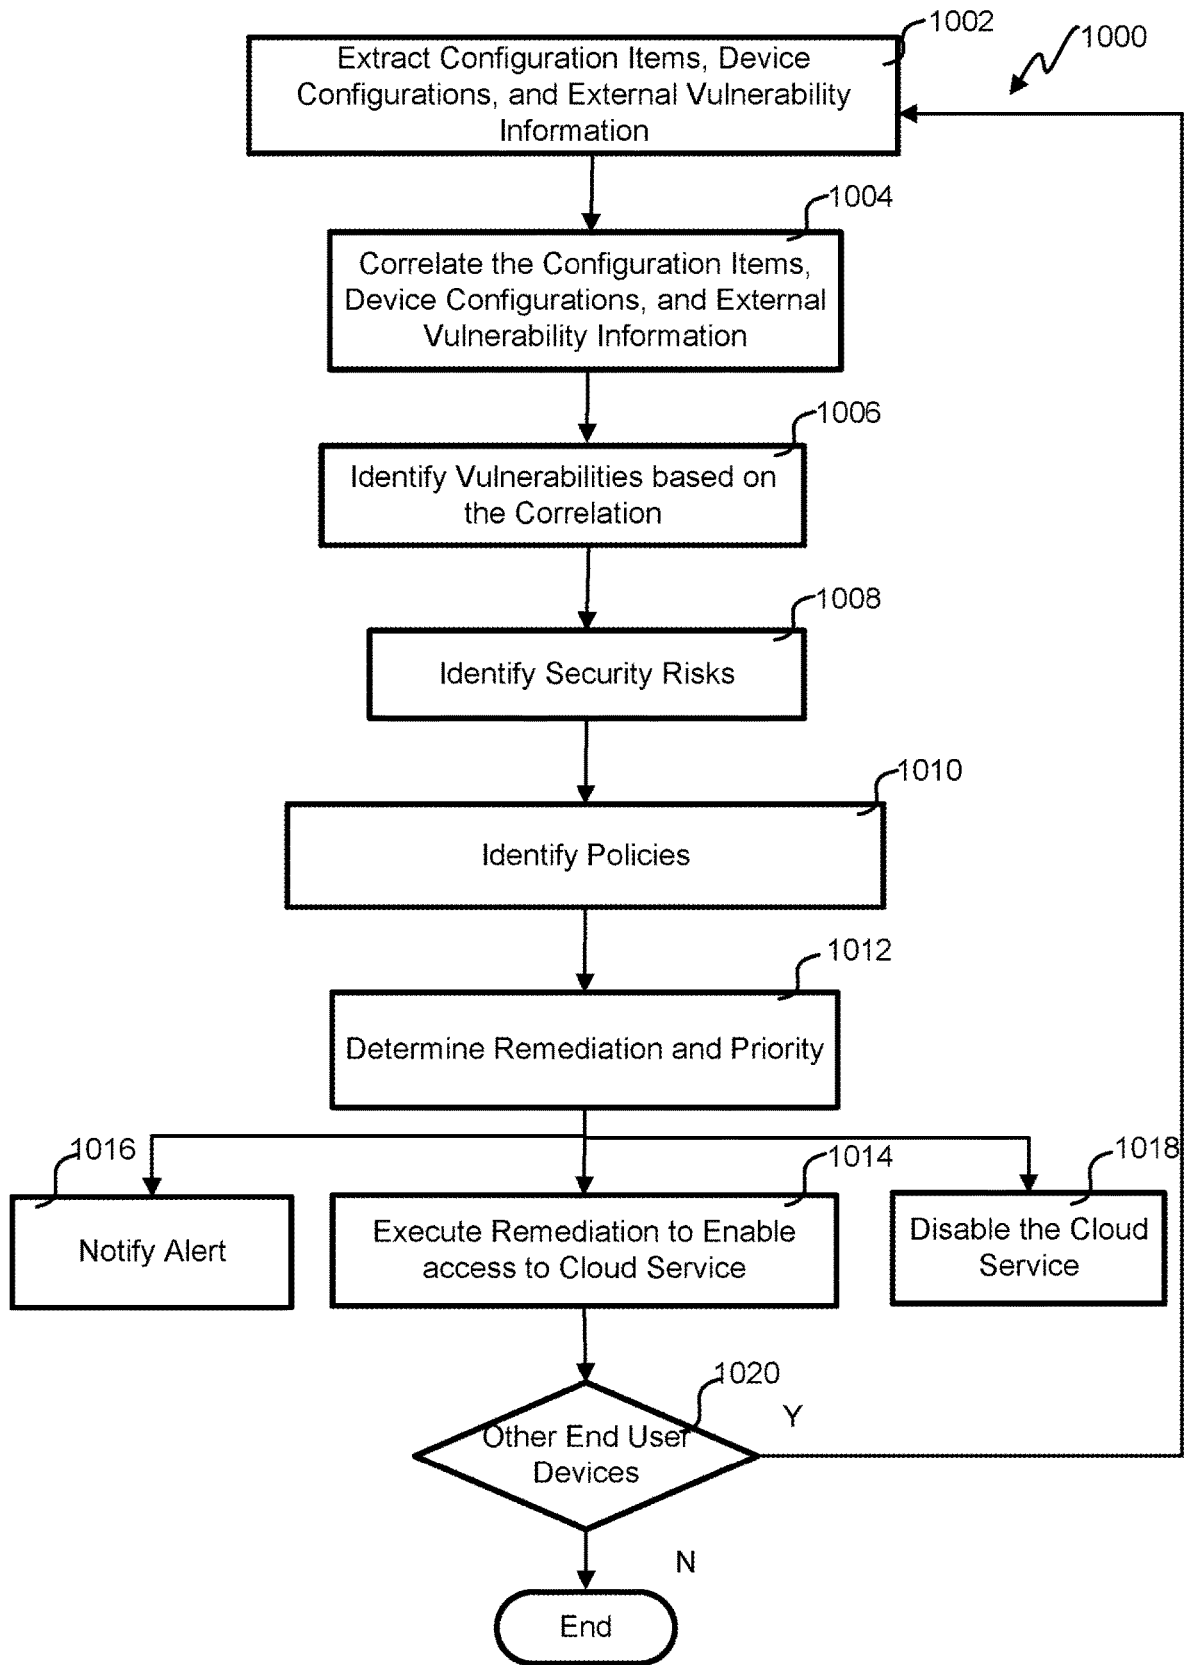 1002
1000
Extract Configuration Items, Device
Configurations, and External Vulnerability
Information
1004
Correlate the Configuration Items,
Device Configurations, and External
Vulnerability Information
1006
Identify Vulnerabilities based on
the Correlation
1008
Identify Security Risks
1010
Identify Policies
1012
Determine Remediation and Priority
1016
Notify Alert
1014
Execute Remediation to Enable
access to Cloud Service
1018
Disable the Cloud
Service
1020
Other End User
Devices
Y
N
End